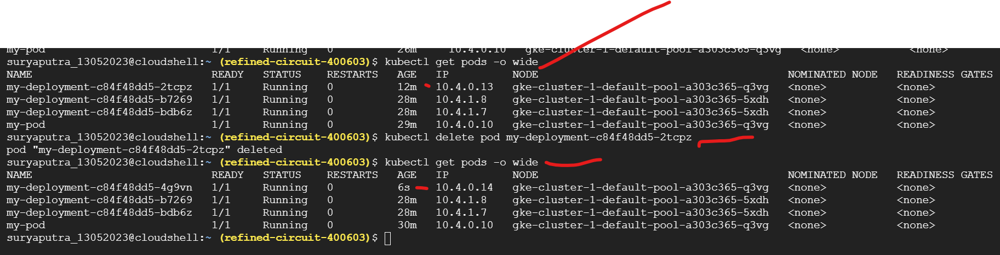 my-pod 1/1 Running 0 26m 10.4.0.10 gke-cluster-1-default-pool-a303c365-q3vg <none> <none>
suryaputra_13052023@cloudshell:~ (refined-circuit-400603)$ kubectl get pods -o wide
NAME READY STATUS RESTARTS AGE IP NODE NOMINATED NODE READINESS GATES
my-deployment-c84f48dd5-2tcpz 1/1 Running 0 12m 10.4.0.13 gke-cluster-1-default-pool-a303c365-q3vg <none> <none>
my-deployment-c84f48dd5-b7269 1/1 Running 0 28m 10.4.1.8 gke-cluster-1-default-pool-a303c365-5xdh <none> <none>
my-deployment-c84f48dd5-bdb6z 1/1 Running 0 28m 10.4.1.7 gke-cluster-1-default-pool-a303c365-5xdh <none> <none>
my-pod 1/1 Running 0 29m 10.4.0.10 gke-cluster-1-default-pool-a303c365-q3vg <none> <none>
suryaputra_13052023@cloudshell:~ (refined-circuit-400603)$ kubectl delete pod my-deployment-c84f48dd5-2tcpz
pod "my-deployment-c84f48dd5-2tcpz" deleted
suryaputra_13052023@cloudshell:~ (refined-circuit-400603)$ kubectl get pods -o wide
NAME READY STATUS RESTARTS AGE IP NODE NOMINATED NODE READINESS GATES
my-deployment-c84f48dd5-4g9vn 1/1 Running 0 6s 10.4.0.14 gke-cluster-1-default-pool-a303c365-q3vg <none> <none>
my-deployment-c84f48dd5-b7269 1/1 Running 0 28m 10.4.1.8 gke-cluster-1-default-pool-a303c365-5xdh <none> <none>
my-deployment-c84f48dd5-bdb6z 1/1 Running 0 28m 10.4.1.7 gke-cluster-1-default-pool-a303c365-5xdh <none> <none>
my-pod 1/1 Running 0 30m 10.4.0.10 gke-cluster-1-default-pool-a303c365-q3vg <none> <none>
suryaputra_13052023@cloudshell:~ (refined-circuit-400603)$